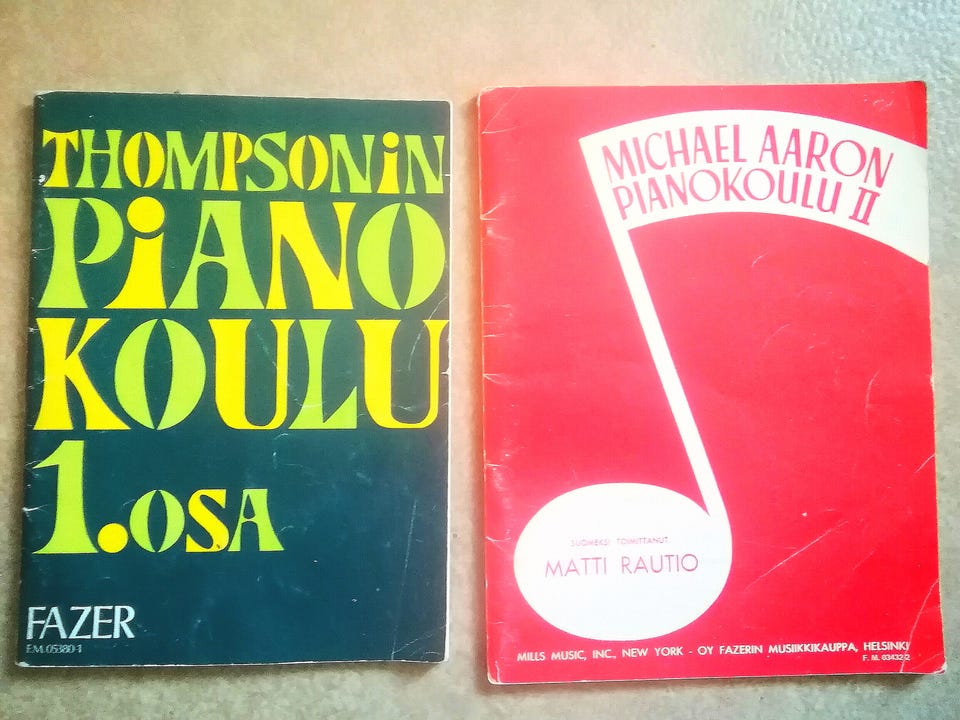 THOMPSONiN
PiANO
KOULU
1.OSA
FAZER
F.M. 05380-1
MICHAEL AARON
PIANOKOULU II
SUOMEKSI TOIMITTANUT
MATTI RAUTIO
MILLS MUSIC, INC., NEW YORK - OY FAZERIN MUSIIKKIKAUPPA, HELSINKI
F. M. 03432-2